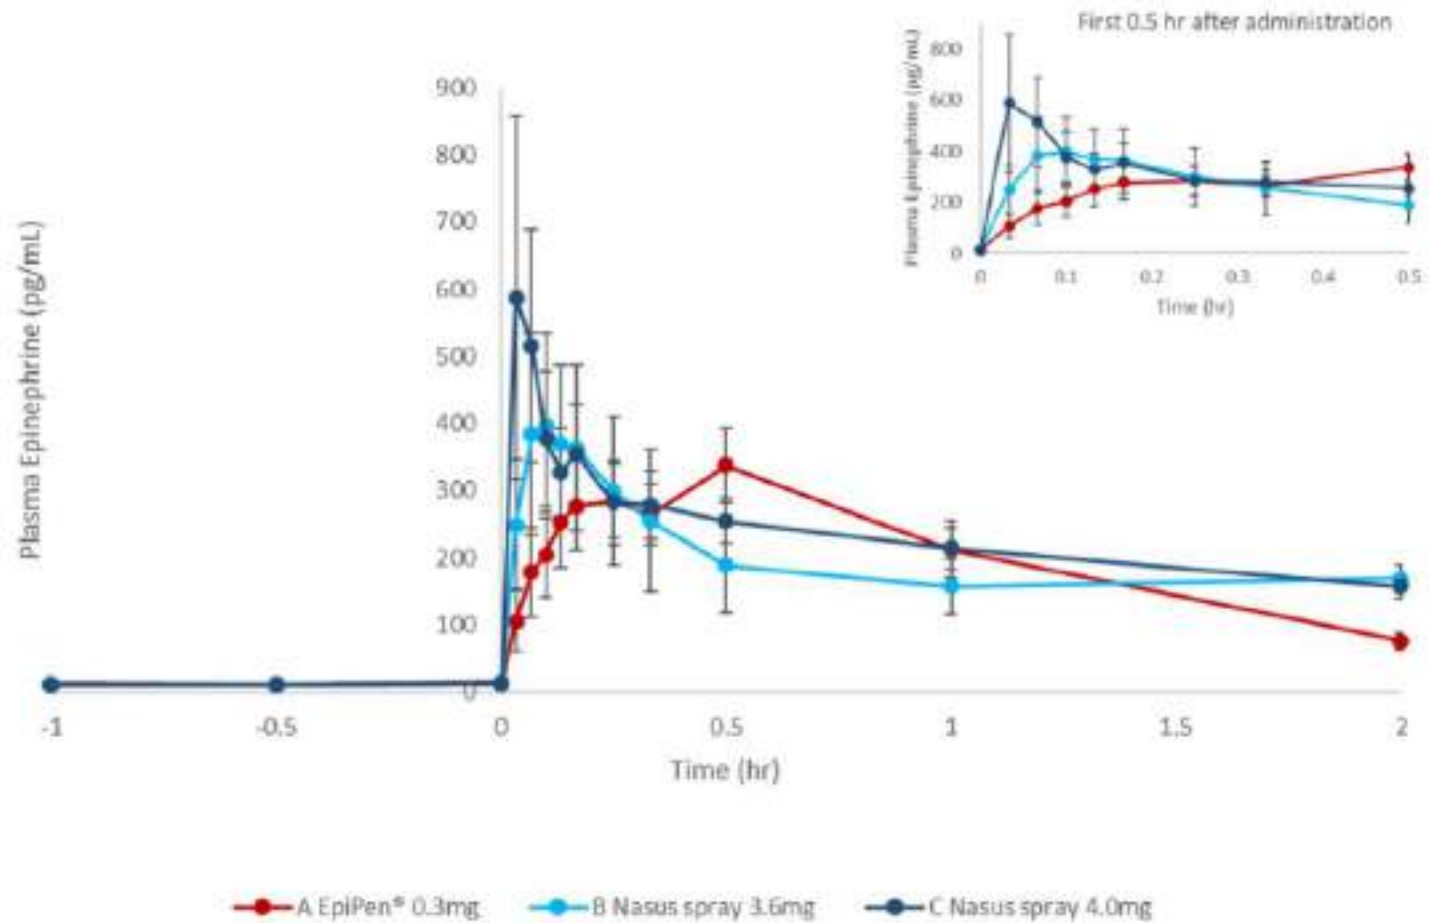 First 0.5 hr after administration
Plasma Epinephrine (pg/mL)
800
600
400
200
0
0 0.1 0.2 0.3 0.4 0.5
Time (hr)
Plasma Epinephrine (pg/mL)
900
800
700
600
500
400
300
200
100
0
-1 -0.5 0 0.5 1 1.5 2
Time (hr)
A EpiPen® 0.3mg B Nasus spray 3.6mg C Nasus spray 4.0mg